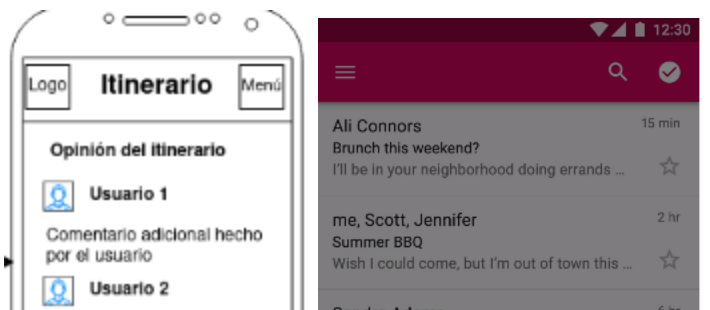 Logo
Itinerario
Menú
Opinión del itinerario
Usuario 1
Comentario adicional hecho
por el usuario
Usuario 2
12:30
Ali Connors
15 min
Brunch this weekend?
I'll be in your neighborhood doing errands ...
me, Scott, Jennifer
2 hr
Summer BBQ
Wish I could come, but I'm out of town this ...